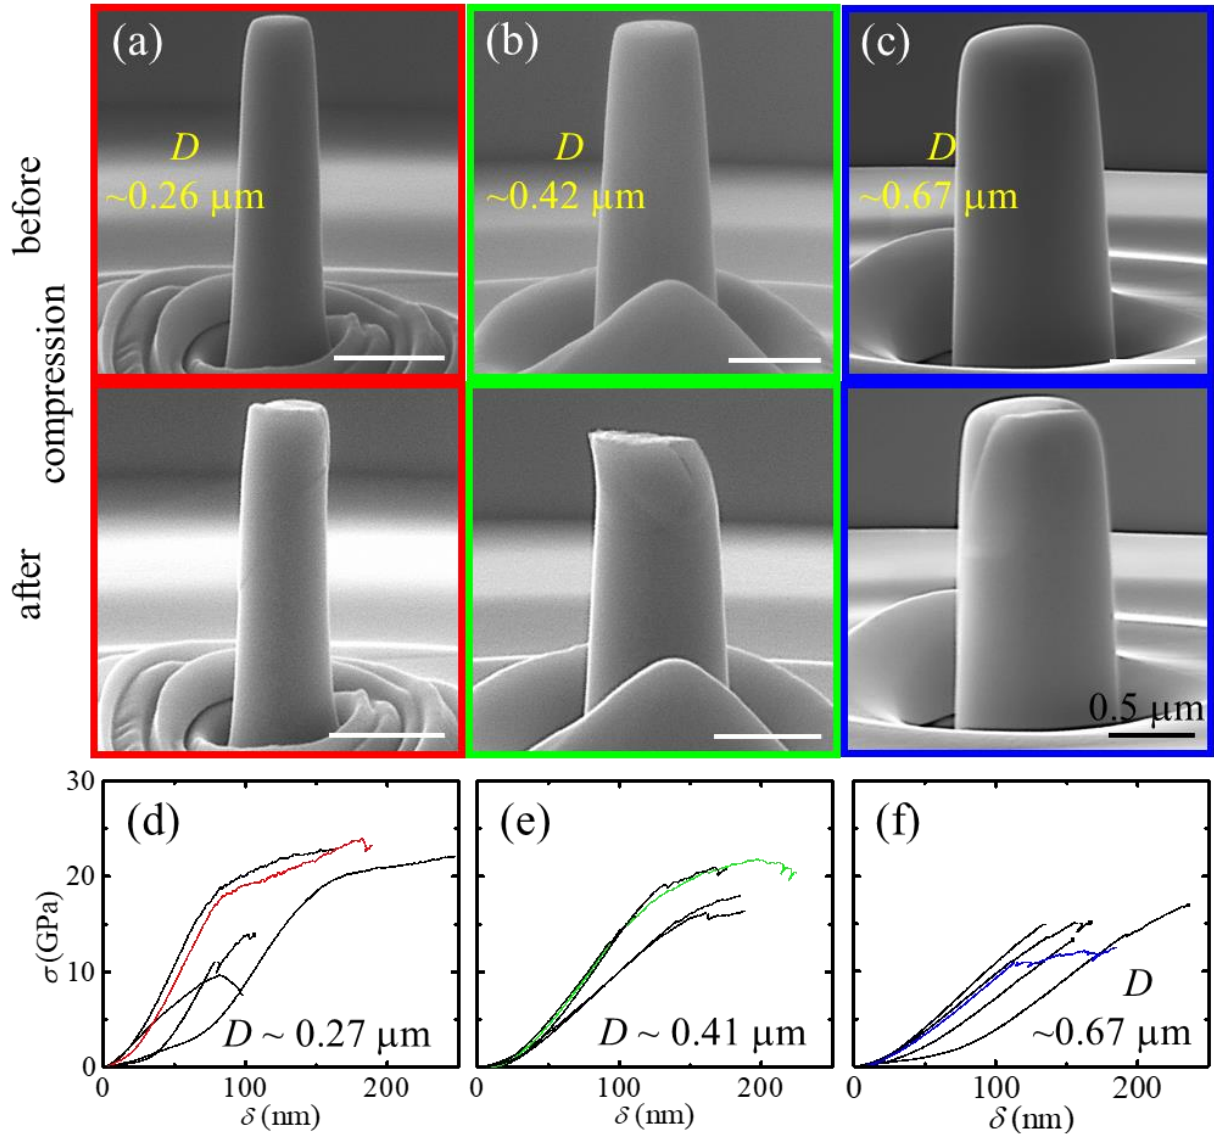 (a)
(b)
(c)
before
compression
after
D
~0.26 μm
D
~0.42 μm
D
~0.67 μm
0.5 μm
30
20
10
0
σ (GPa)
(d)
(e)
(f)
D ~ 0.27 μm
D ~ 0.41 μm
D
~0.67 μm
0 100 200
0 100 200
0 100 200
δ (nm)
δ (nm)
δ (nm)